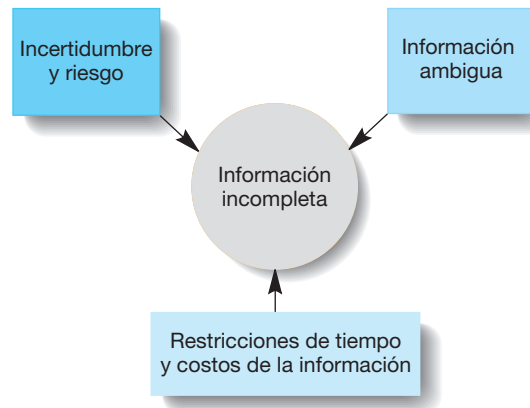 Incertidumbre
y riesgo
Información
ambigua
Información
incompleta
Restricciones de tiempo
y costos de la información